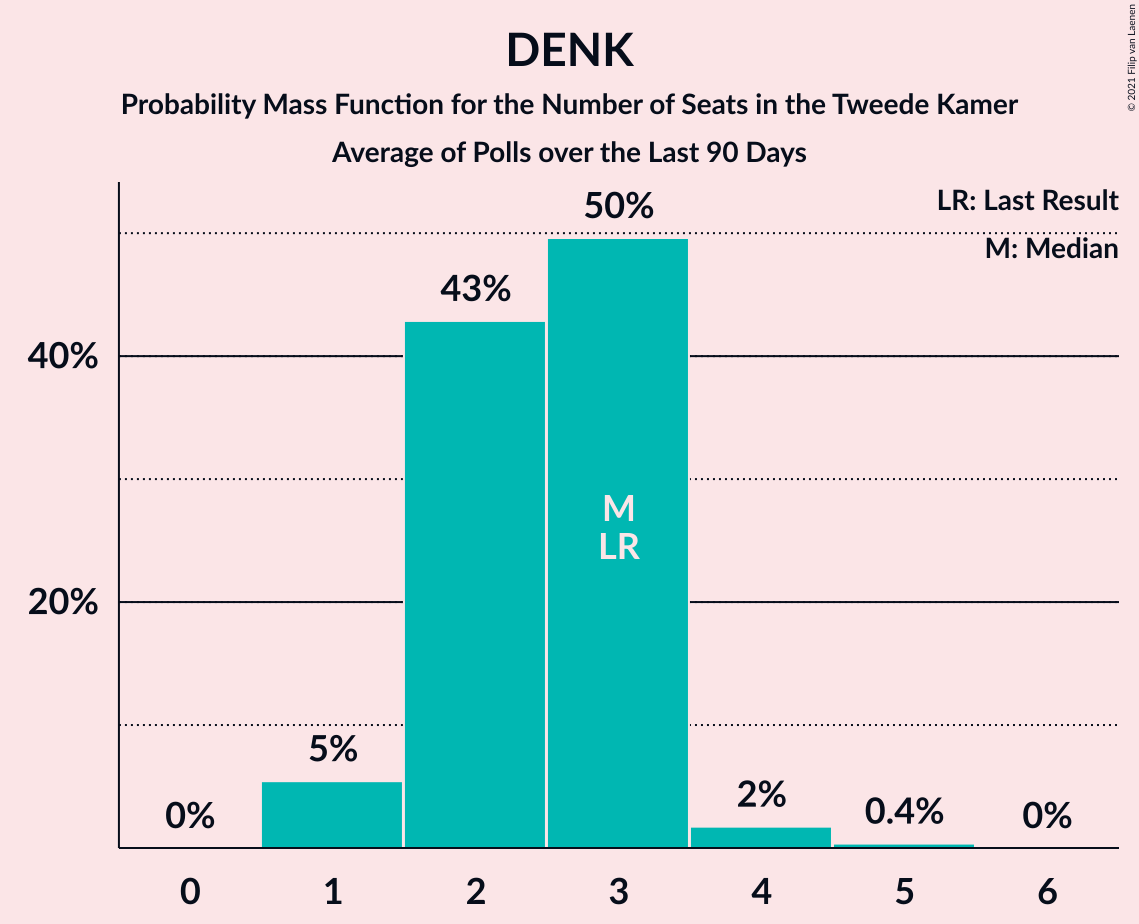 DENK
Probability Mass Function for the Number of Seats in the Tweede Kamer
Average of Polls over the Last 90 Days
© 2021 Filip van Laenen
LR: Last Result
M: Median
50%
43%
40%
M
LR
20%
5%
2%
0.4%
0%
0%
0 1 2 3 4 5 6